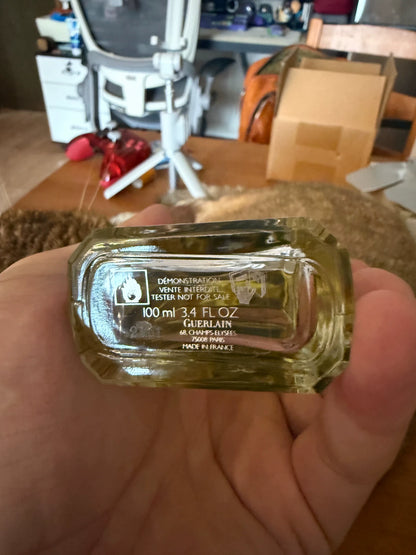 DÉMONSTRATION
VENTE INTERDITE
TESTER NOT FOR SALE
100 ml 3.4 FL OZ
GUERLAIN
68, CHAMPS-ELYSÉES
75008 PARIS
MADE IN FRANCE